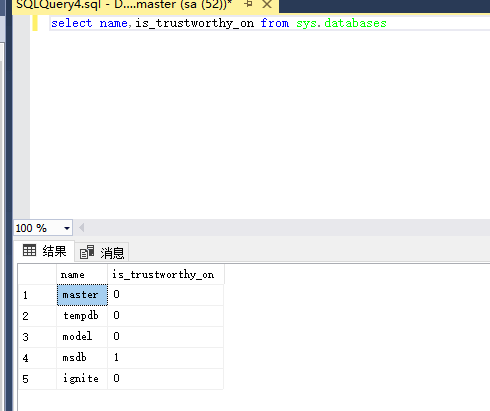 SQLQuery4.sql - D....master (sa (52))*
select name,is_trustworthy_on from sys.databases
100 %
结果 消息
name is_trustworthy_on
1 master 0
2 tempdb 0
3 model 0
4 msdb 1
5 ignite 0